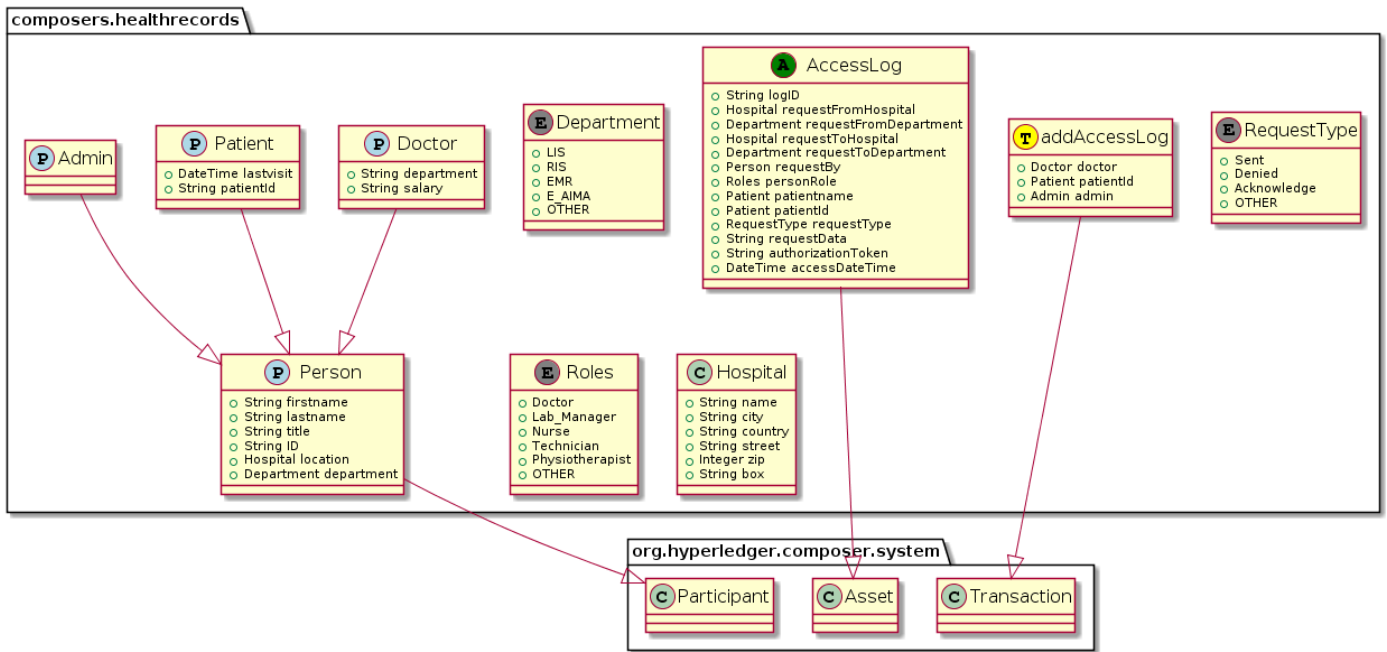 composers.healthrecords
A AccessLog
String logID
Hospital requestFromHospital
Department requestFromDepartment
Hospital requestToHospital
Department requestToDepartment
Person requestBy
Roles personRole
Patient patientname
Patient patientId
RequestType requestType
String requestData
String authorizationToken
DateTime accessDateTime
P Admin
P Patient
DateTime lastvisit
String patientId
P Doctor
String department
String salary
E Department
LIS
RIS
EMR
E_AIMA
OTHER
T addAccessLog
Doctor doctor
Patient patientId
Admin admin
E RequestType
Sent
Denied
Acknowledge
OTHER
P Person
String firstname
String lastname
String title
String ID
Hospital location
Department department
E Roles
Doctor
Lab_Manager
Nurse
Technician
Physiotherapist
OTHER
C Hospital
String name
String city
String country
String street
Integer zip
String box
org.hyperledger.composer.system
C Participant
C Asset
C Transaction